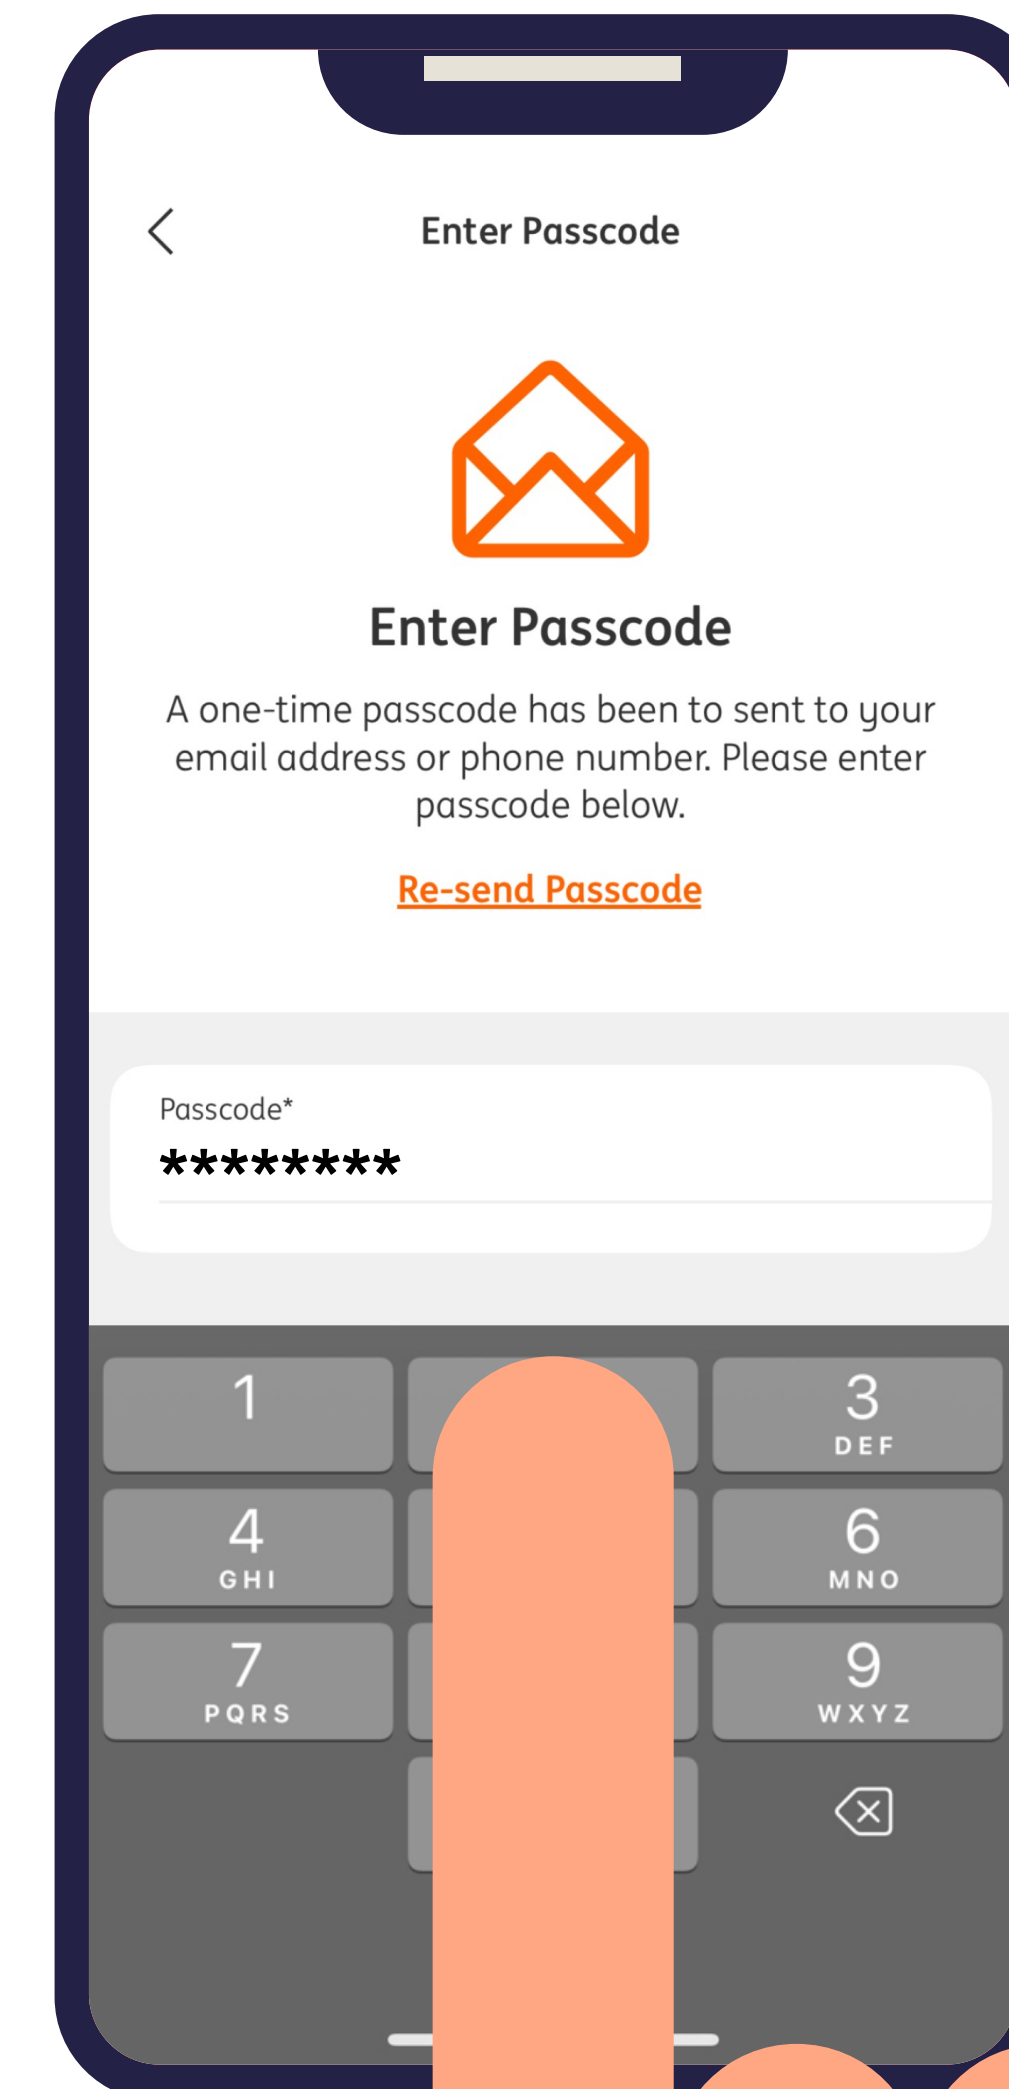 Enter Passcode
Enter Passcode
A one-time passcode has been to sent to your
email address or phone number. Please enter
passcode below.
Re-send Passcode
Passcode*
********
1
3
DEF
4
GHI
6
MNO
7
PQRS
9
WXYZ